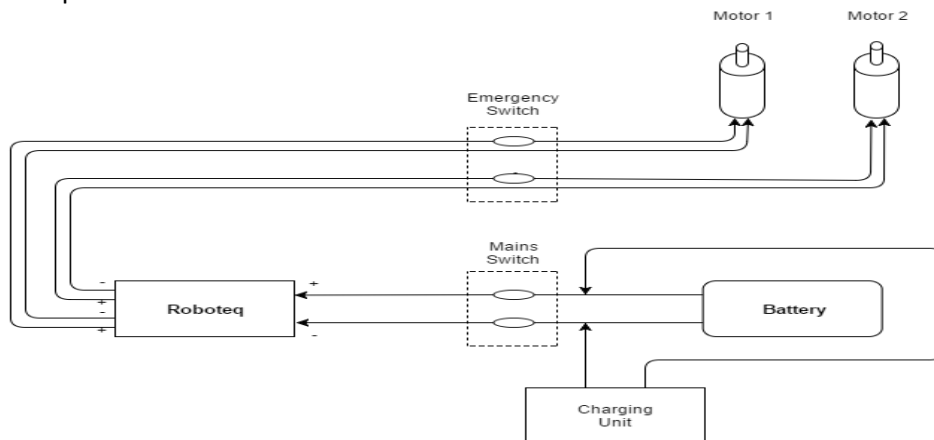 Motor 1
Motor 2
Emergency
Switch
Mains
Switch
-
+
-
+
Roboteq
+
-
Battery
Charging
Unit